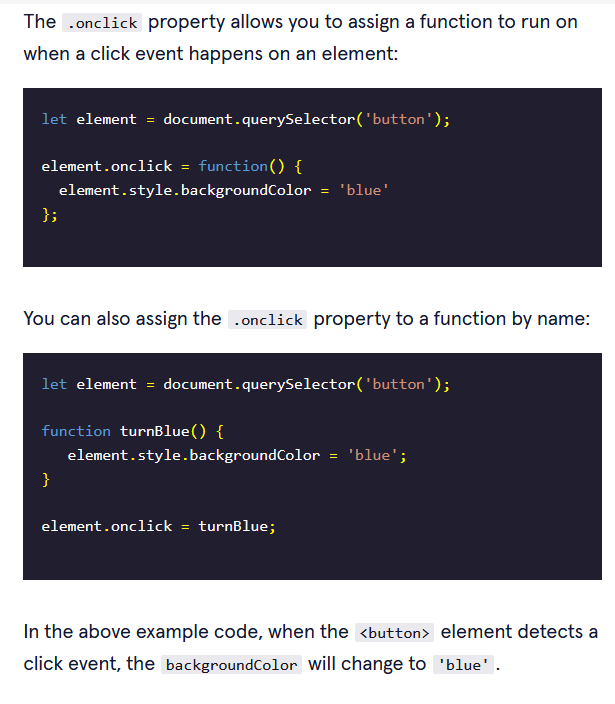 The .onclick property allows you to assign a function to run on
when a click event happens on an element:
let element = document.querySelector('button');
element.onclick = function() {
  element.style.backgroundColor = 'blue'
};
You can also assign the .onclick property to a function by name:
let element = document.querySelector('button');
function turnBlue() {
   element.style.backgroundColor = 'blue';
}
element.onclick = turnBlue;
In the above example code, when the <button> element detects a
click event, the backgroundColor will change to 'blue'.